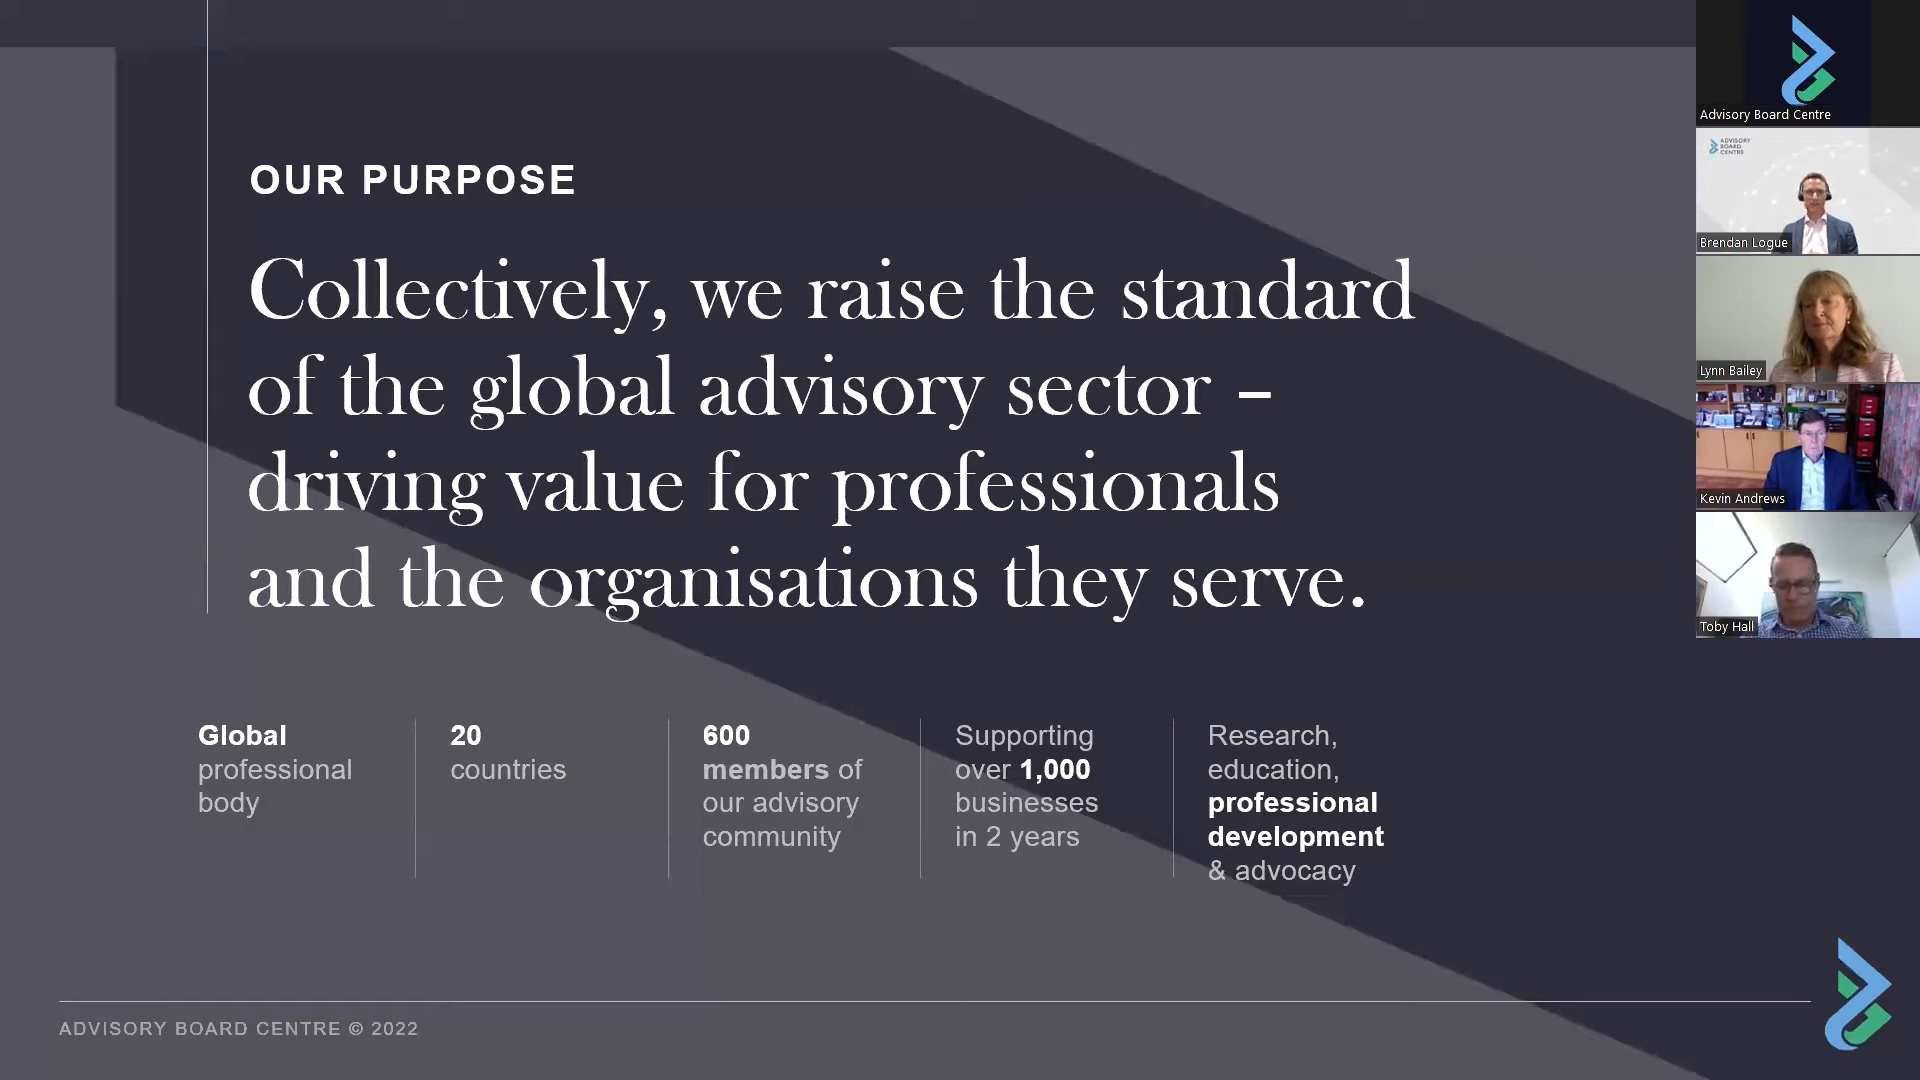 OUR PURPOSE
Collectively, we raise the standard
of the global advisory sector –
driving value for professionals
and the organisations they serve.
Global
professional
body
20
countries
600
members of
our advisory
community
Supporting
over 1,000
businesses
in 2 years
Research,
education,
professional
development
& advocacy
ADVISORY BOARD CENTRE © 2022
Advisory Board Centre
ADVISORY
BOARD
CENTRE
Brendan Logue
Lynn Bailey
Kevin Andrews
Toby Hall